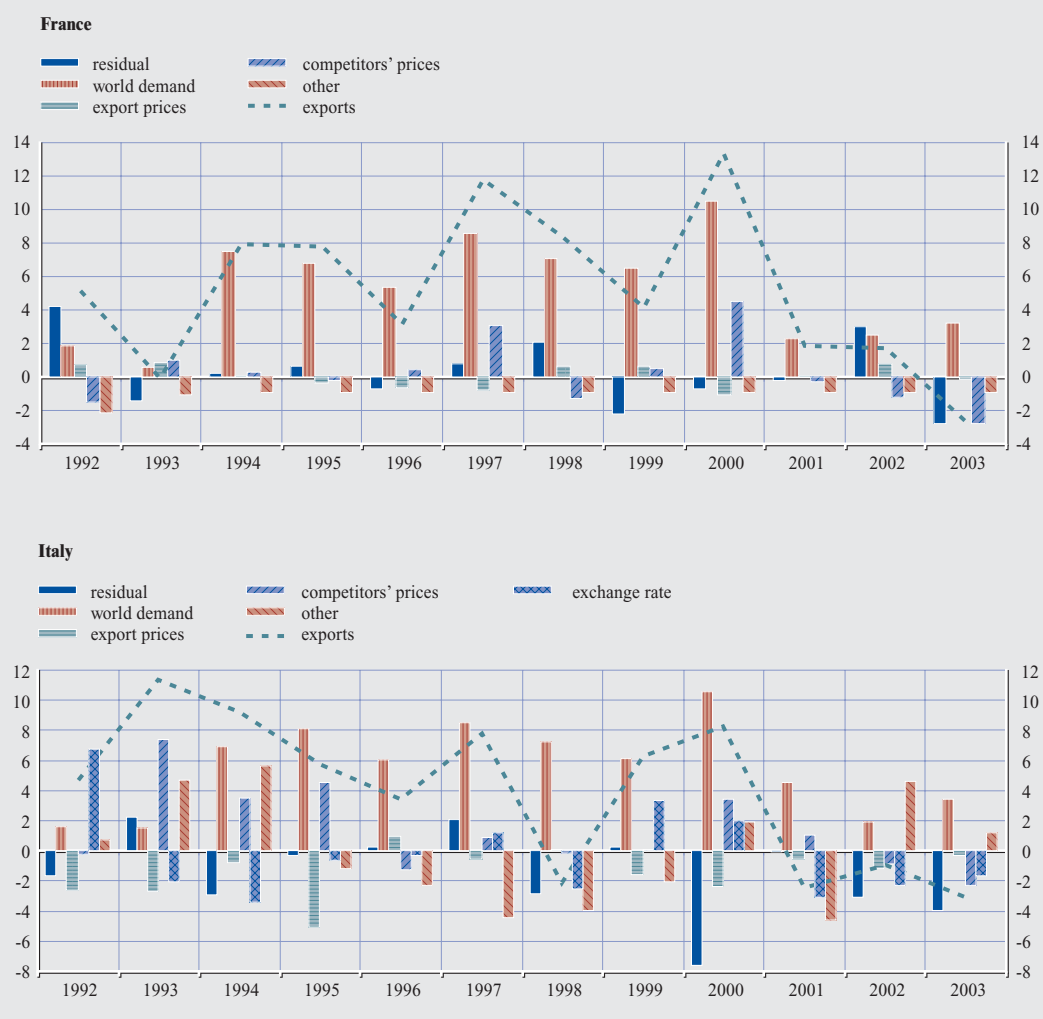 France
residual competitors’ prices
world demand other
export prices exports
14 14
12 12
10 10
8 8
6 6
4 4
2 2
0 0
-2 -2
-4 -4
1992 1993 1994 1995 1996 1997 1998 1999 2000 2001 2002 2003
Italy
residual competitors’ prices exchange rate
world demand other
export prices exports
12 12
10 10
8 8
6 6
4 4
2 2
0 0
-2 -2
-4 -4
-6 -6
-8 -8
1992 1993 1994 1995 1996 1997 1998 1999 2000 2001 2002 2003